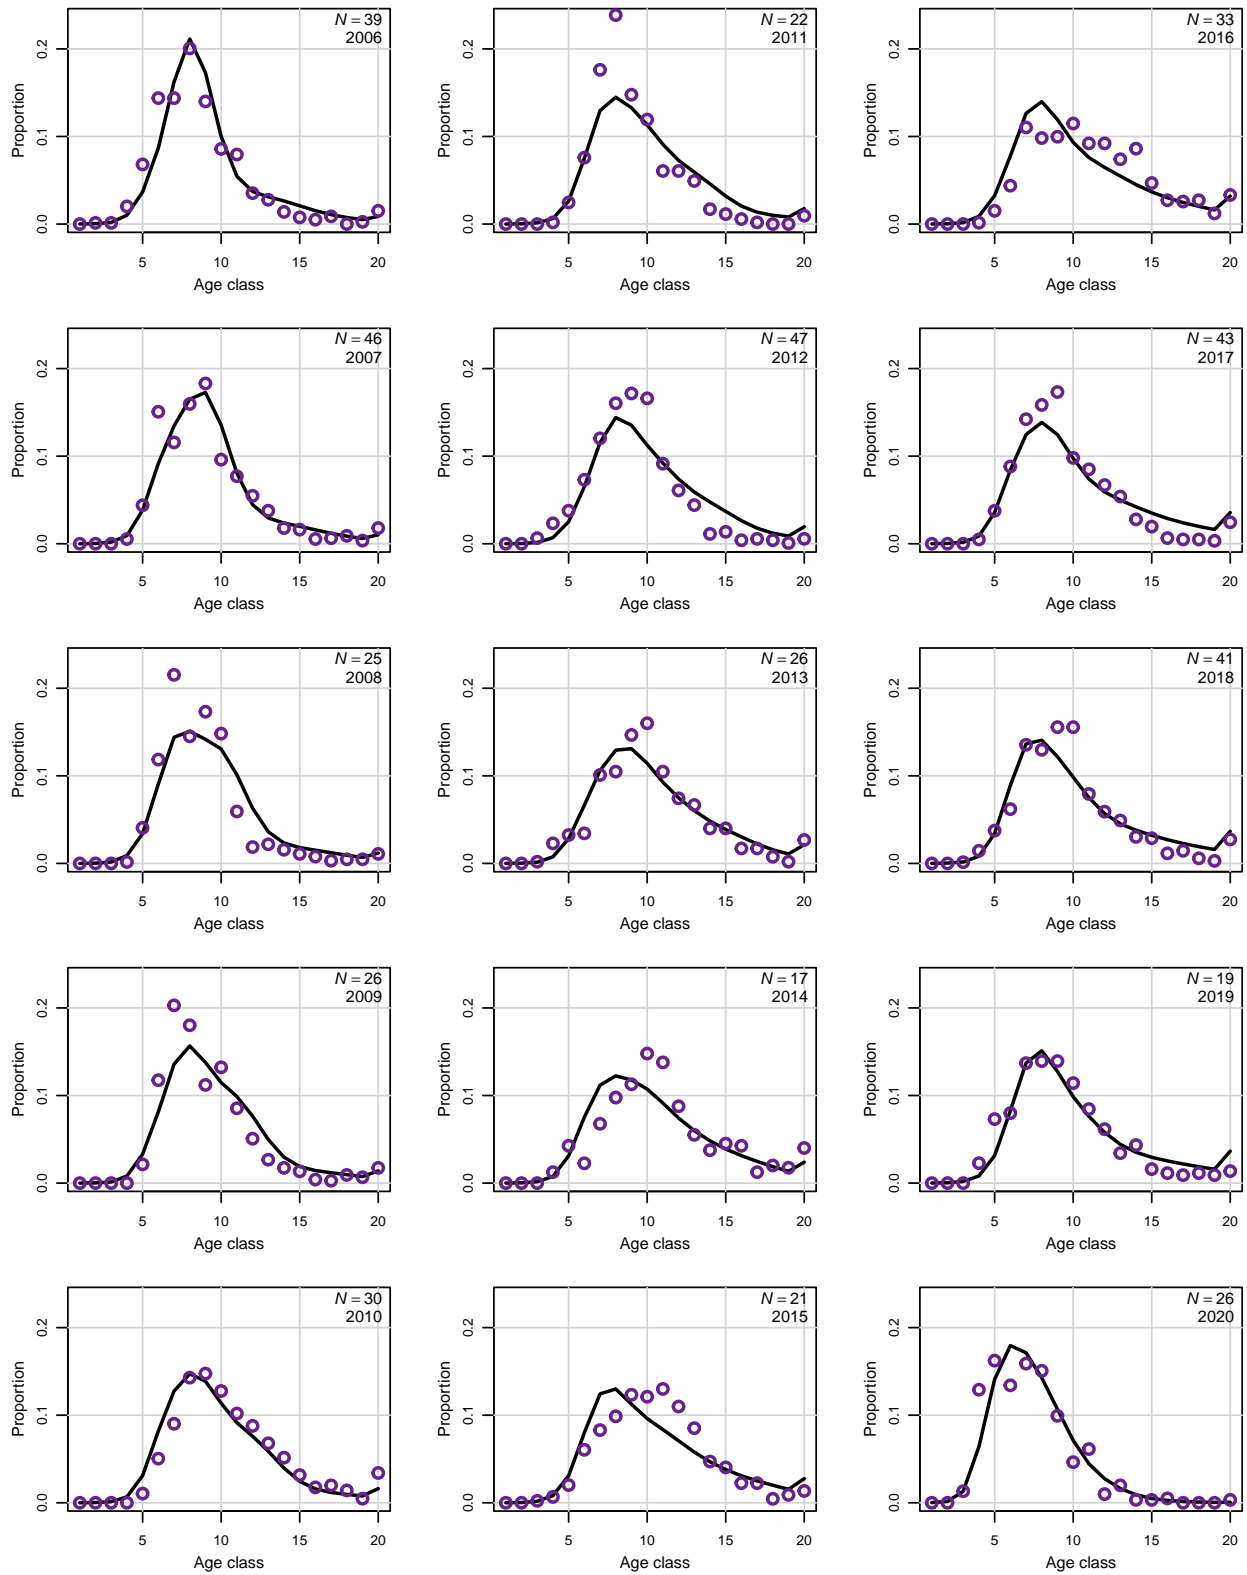 N = 39
2006
0.2
0.1
0.0
Proportion
5 10 15 20
Age class
N = 22
2011
0.2
0.1
0.0
Proportion
5 10 15 20
Age class
N = 33
2016
0.2
0.1
0.0
Proportion
5 10 15 20
Age class
N = 46
2007
0.2
0.1
0.0
Proportion
5 10 15 20
Age class
N = 47
2012
0.2
0.1
0.0
Proportion
5 10 15 20
Age class
N = 43
2017
0.2
0.1
0.0
Proportion
5 10 15 20
Age class
N = 25
2008
0.2
0.1
0.0
Proportion
5 10 15 20
Age class
N = 26
2013
0.2
0.1
0.0
Proportion
5 10 15 20
Age class
N = 41
2018
0.2
0.1
0.0
Proportion
5 10 15 20
Age class
N = 26
2009
0.2
0.1
0.0
Proportion
5 10 15 20
Age class
N = 17
2014
0.2
0.1
0.0
Proportion
5 10 15 20
Age class
N = 19
2019
0.2
0.1
0.0
Proportion
5 10 15 20
Age class
N = 30
2010
0.2
0.1
0.0
Proportion
5 10 15 20
Age class
N = 21
2015
0.2
0.1
0.0
Proportion
5 10 15 20
Age class
N = 26
2020
0.2
0.1
0.0
Proportion
5 10 15 20
Age class